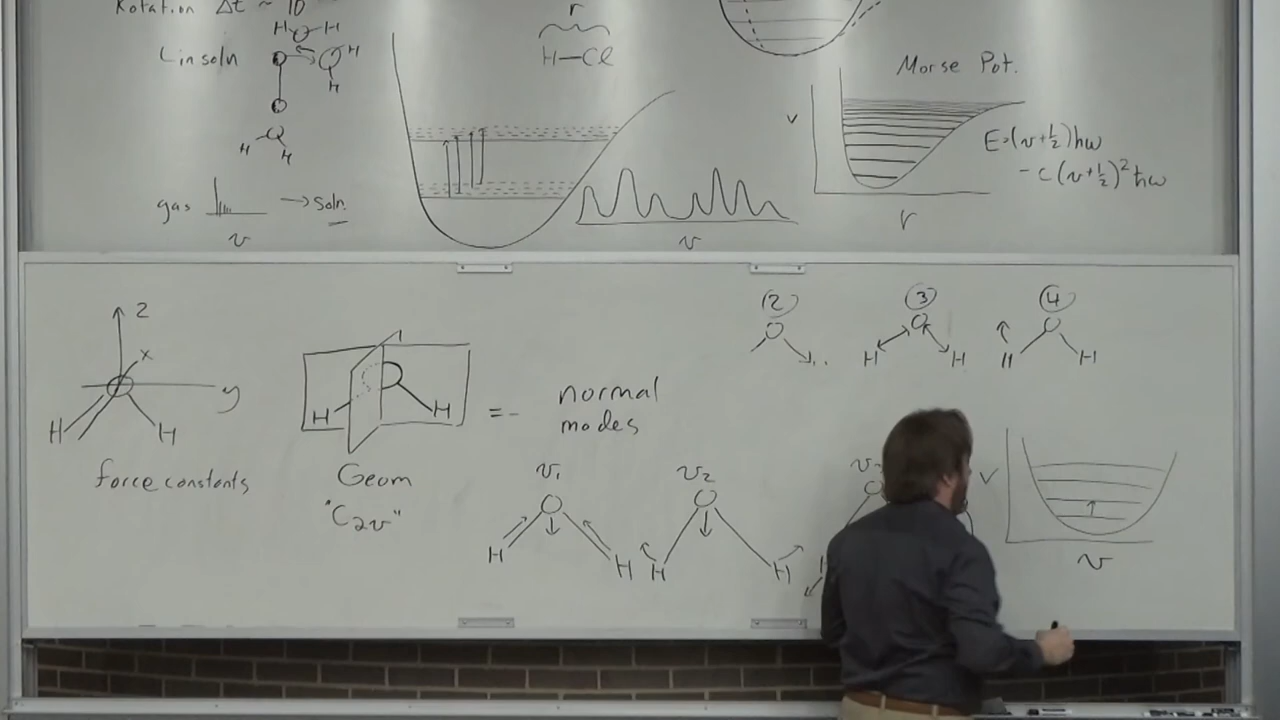 Rotation Δt ~ 10
H O H
Lin soln
H
H
H H
gas → soln.
ν
r
H—Cl
ν
Morse Pot.
V
r
E=(v+½)ħω
- C(v+½)²ħω
z
x
y
H H
force constants
H H
Geom
"C2v"
=- normal
modes
② ③ ④
O O O
H H H H
ν1 ν2
O O
H H H H
V
ν